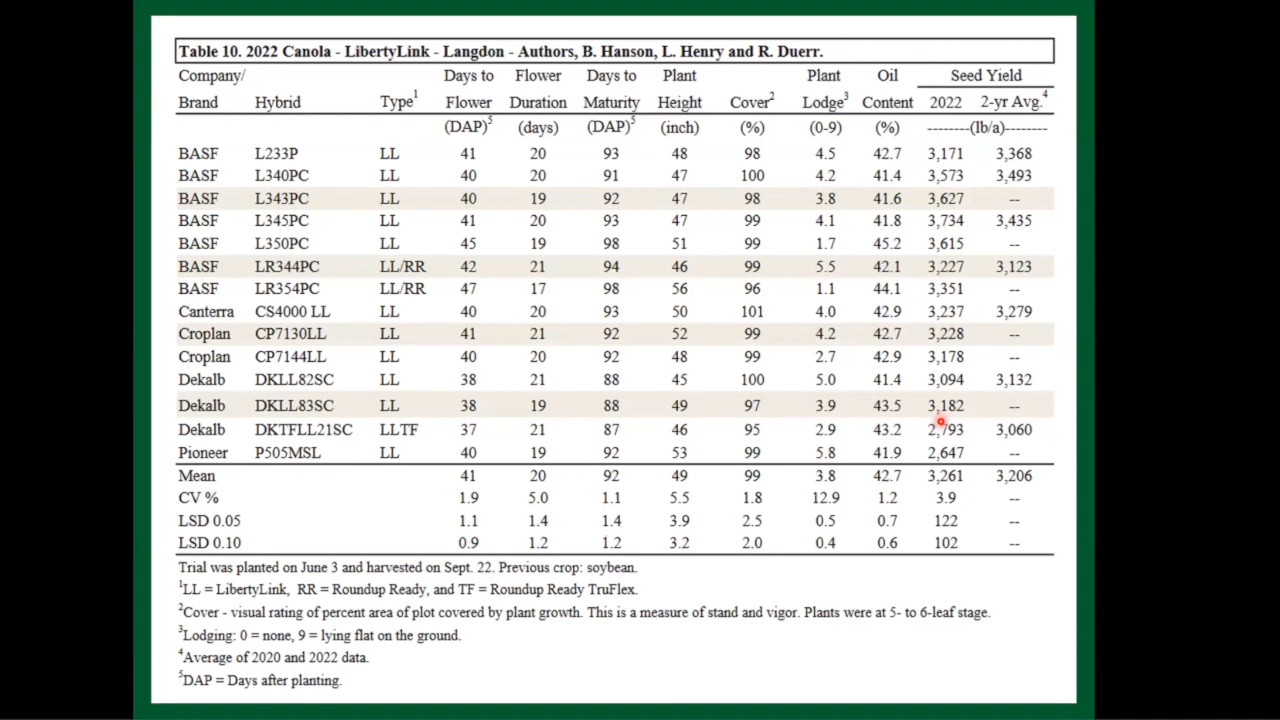 Table 10. 2022 Canola - LibertyLink - Langdon - Authors, B. Hanson, L. Henry and R. Duerr.
Company/ Days to Flower Days to Plant Plant Oil Seed Yield
Brand Hybrid Type¹ Flower Duration Maturity Height Cover² Lodge³ Content 2022 2-yr Avg.⁴
(DAP)⁵ (days) (DAP)⁵ (inch) (%) (0-9) (%) --------(lb/a)--------
BASF L233P LL 41 20 93 48 98 4.5 42.7 3,171 3,368
BASF L340PC LL 40 20 91 47 100 4.2 41.4 3,573 3,493
BASF L343PC LL 40 19 92 47 98 3.8 41.6 3,627 --
BASF L345PC LL 41 20 93 47 99 4.1 41.8 3,734 3,435
BASF L350PC LL 45 19 98 51 99 1.7 45.2 3,615 --
BASF LR344PC LL/RR 42 21 94 46 99 5.5 42.1 3,227 3,123
BASF LR354PC LL/RR 47 17 98 56 96 1.1 44.1 3,351 --
Canterra CS4000 LL LL 40 20 93 50 101 4.0 42.9 3,237 3,279
Croplan CP7130LL LL 41 21 92 52 99 4.2 42.7 3,228 --
Croplan CP7144LL LL 40 20 92 48 99 2.7 42.9 3,178 --
Dekalb DKLL82SC LL 38 21 88 45 100 5.0 41.4 3,094 3,132
Dekalb DKLL83SC LL 38 19 88 49 97 3.9 43.5 3,182 --
Dekalb DKTFLL21SC LLTF 37 21 87 46 95 2.9 43.2 2,793 3,060
Pioneer P505MSL LL 40 19 92 53 99 5.8 41.9 2,647 --
Mean 41 20 92 49 99 3.8 42.7 3,261 3,206
CV % 1.9 5.0 1.1 5.5 1.8 12.9 1.2 3.9 --
LSD 0.05 1.1 1.4 1.4 3.9 2.5 0.5 0.7 122 --
LSD 0.10 0.9 1.2 1.2 3.2 2.0 0.4 0.6 102 --
Trial was planted on June 3 and harvested on Sept. 22. Previous crop: soybean.
¹LL = LibertyLink, RR = Roundup Ready, and TF = Roundup Ready TruFlex.
²Cover - visual rating of percent area of plot covered by plant growth. This is a measure of stand and vigor. Plants were at 5- to 6-leaf stage.
³Lodging: 0 = none, 9 = lying flat on the ground.
⁴Average of 2020 and 2022 data.
⁵DAP = Days after planting.